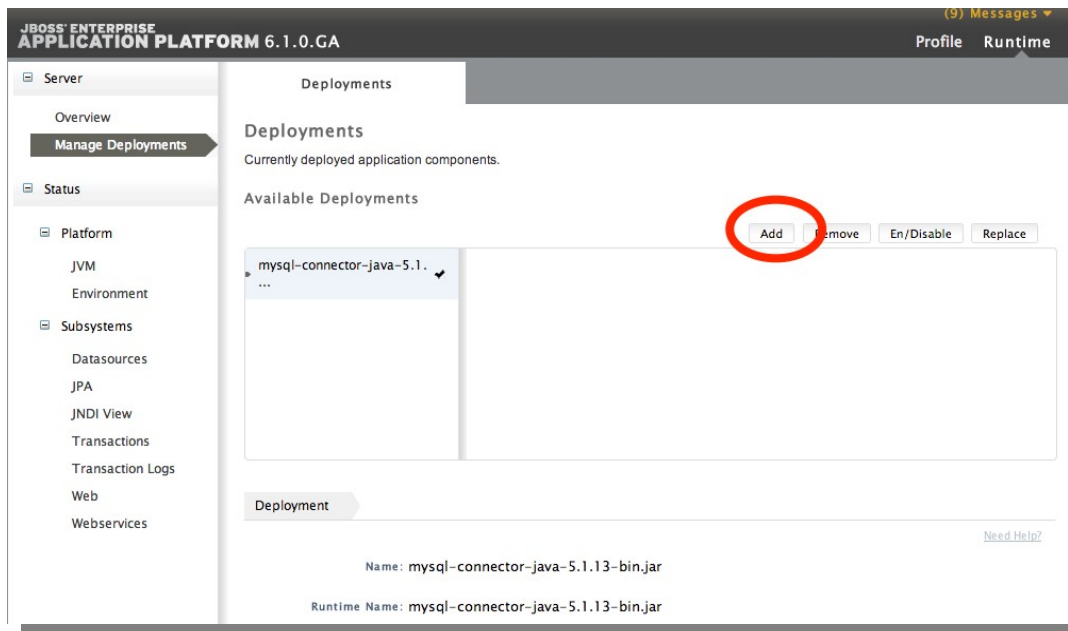 (9) Messages
JBOSS' ENTERPRISE
APPLICATION PLATFORM 6.1.0.GA
Profile Runtime
Server
Overview
Manage Deployments
Status
Platform
JVM
Environment
Subsystems
Datasources
JPA
JNDI View
Transactions
Transaction Logs
Web
Webservices
Deployments
Deployments
Currently deployed application components.
Available Deployments
Add Remove En/Disable Replace
mysql-connector-java-5.1.
...
Deployment
Need Help?
Name: mysql-connector-java-5.1.13-bin.jar
Runtime Name: mysql-connector-java-5.1.13-bin.jar